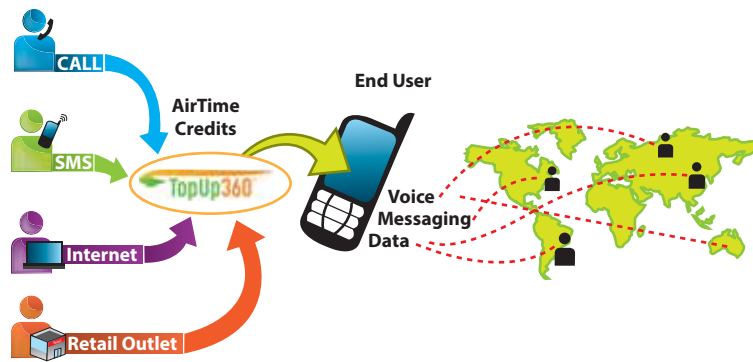 CALL
SMS
Internet
Retail Outlet
AirTime
Credits
TopUp360
End User
Voice
Messaging
Data